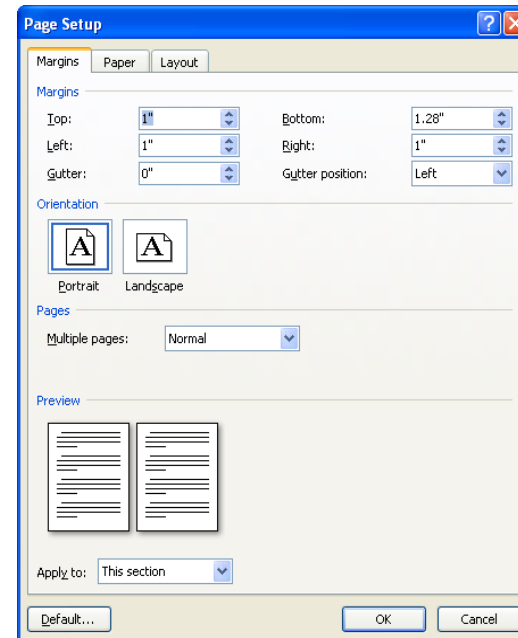 Page Setup
Margins Paper Layout
Margins
Top: 1" Bottom: 1.28"
Left: 1" Right: 1"
Gutter: 0" Gutter position: Left
Orientation
A A
Portrait Landscape
Pages
Multiple pages: Normal
Preview
Apply to: This section
Default... OK Cancel